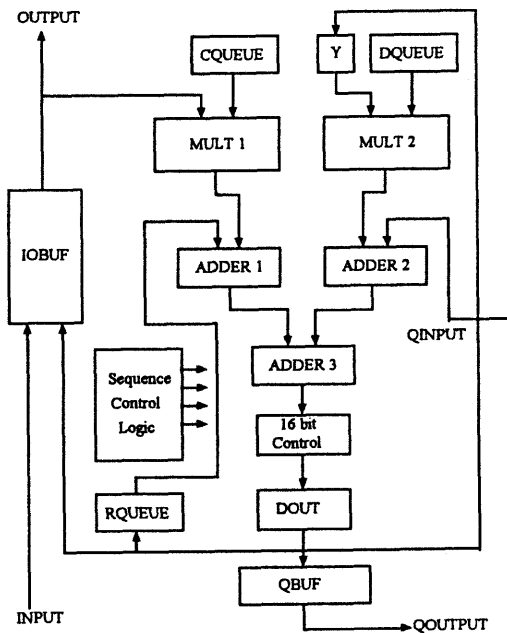 OUTPUT
CQUEUE
Y
DQUEUE
MULT 1
MULT 2
IOBUF
ADDER 1
ADDER 2
QINPUT
ADDER 3
Sequence
Control
Logic
16 bit
Control
RQUEUE
DOUT
QBUF
INPUT
QOUTPUT